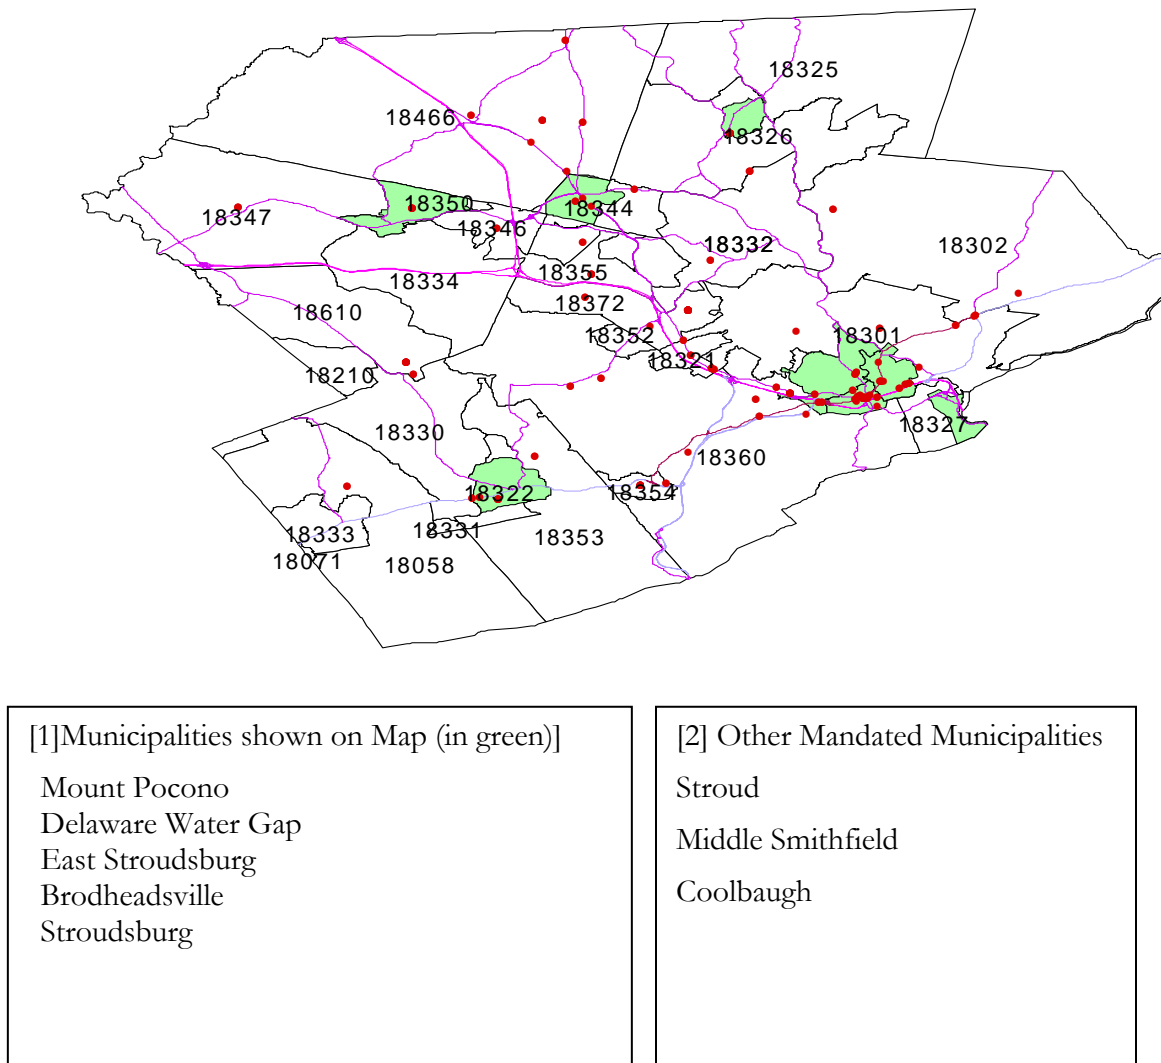 18325
18466
18326
18350
18344
18347
18346
18332
18302
18355
18334
18372
18610
18352
18301
18321
18210
18327
18330
18360
18322
18354
18331
18333
18353
18071
18058
[1]Municipalities shown on Map (in green)]
Mount Pocono
Delaware Water Gap
East Stroudsburg
Brodheadsville
Stroudsburg
[2] Other Mandated Municipalities
Stroud
Middle Smithfield
Coolbaugh